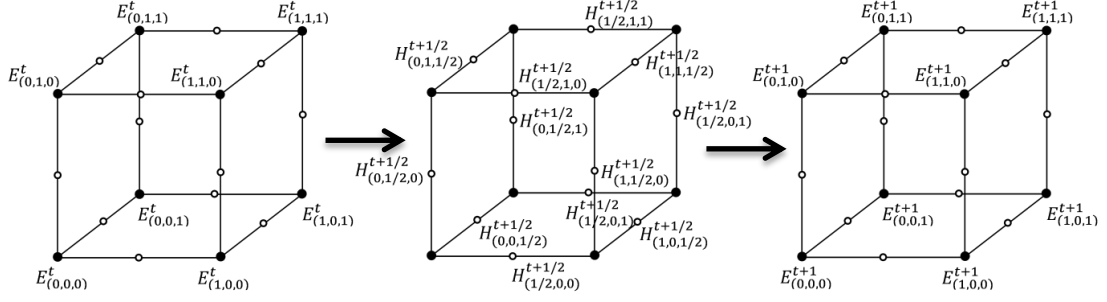 E^t_(0,1,1) E^t_(1,1,1)
E^t_(0,1,0) E^t_(1,1,0)
E^t_(0,0,1) E^t_(1,0,1)
E^t_(0,0,0) E^t_(1,0,0)
H^{t+1/2}_(1/2,1,1)
H^{t+1/2}_(0,1,1/2) H^{t+1/2}_(1,1,1/2)
H^{t+1/2}_(1/2,1,0)
H^{t+1/2}_(0,1/2,1) H^{t+1/2}_(1/2,0,1)
H^{t+1/2}_(0,1/2,0) H^{t+1/2}_(1,1/2,0)
H^{t+1/2}_(1/2,0,1)
H^{t+1/2}_(0,0,1/2) H^{t+1/2}_(1,0,1/2)
H^{t+1/2}_(1/2,0,0)
E^{t+1}_(0,1,1) E^{t+1}_(1,1,1)
E^{t+1}_(0,1,0) E^{t+1}_(1,1,0)
E^{t+1}_(0,0,1) E^{t+1}_(1,0,1)
E^{t+1}_(0,0,0) E^{t+1}_(1,0,0)